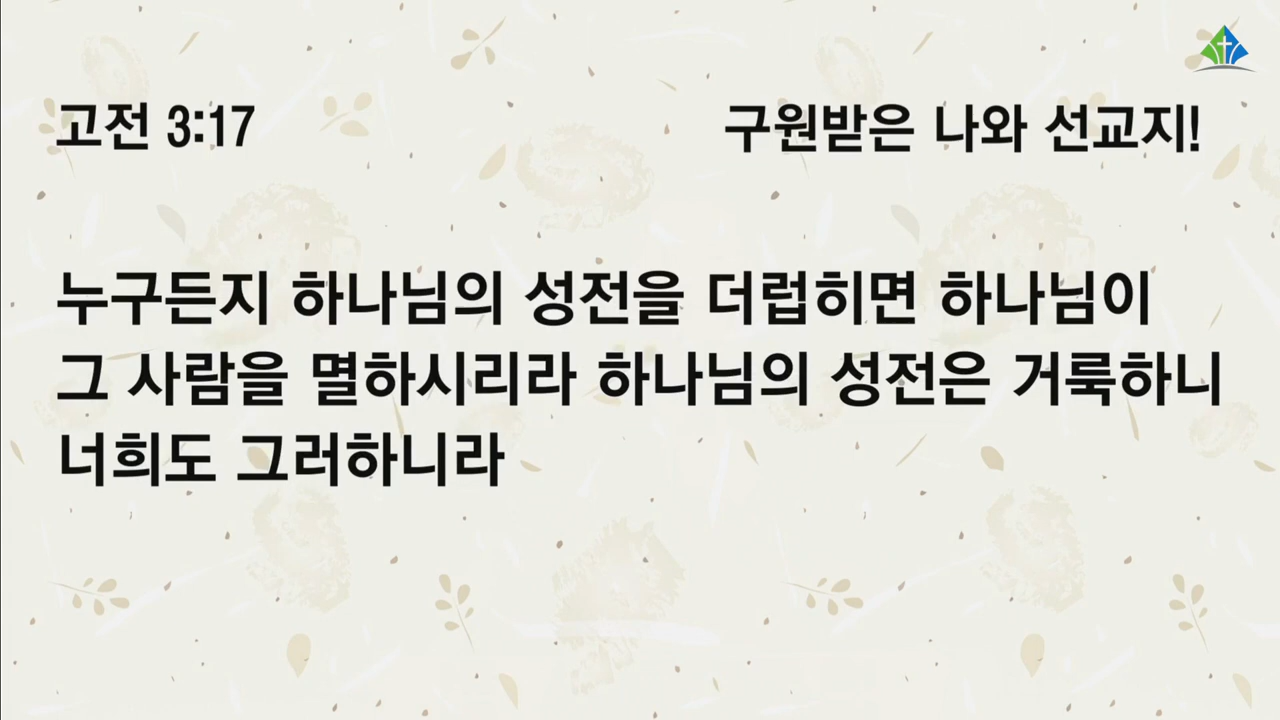 고전 3:17
구원받은 나와 선교지!
누구든지 하나님의 성전을 더럽히면 하나님이
그 사람을 멸하시리라 하나님의 성전은 거룩하니
너희도 그러하니라